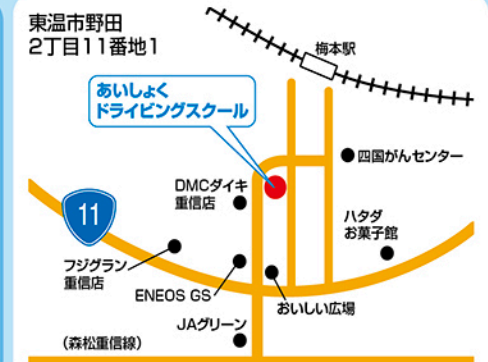 東温市野田
2丁目11番地1
梅本駅
あいしょく
ドライビングスクール
四国がんセンター
DMCダイキ
重信店
11
ハタダ
お菓子館
フジグラン
重信店
ENEOS GS
おいしい広場
JAグリーン
(森松重信線)